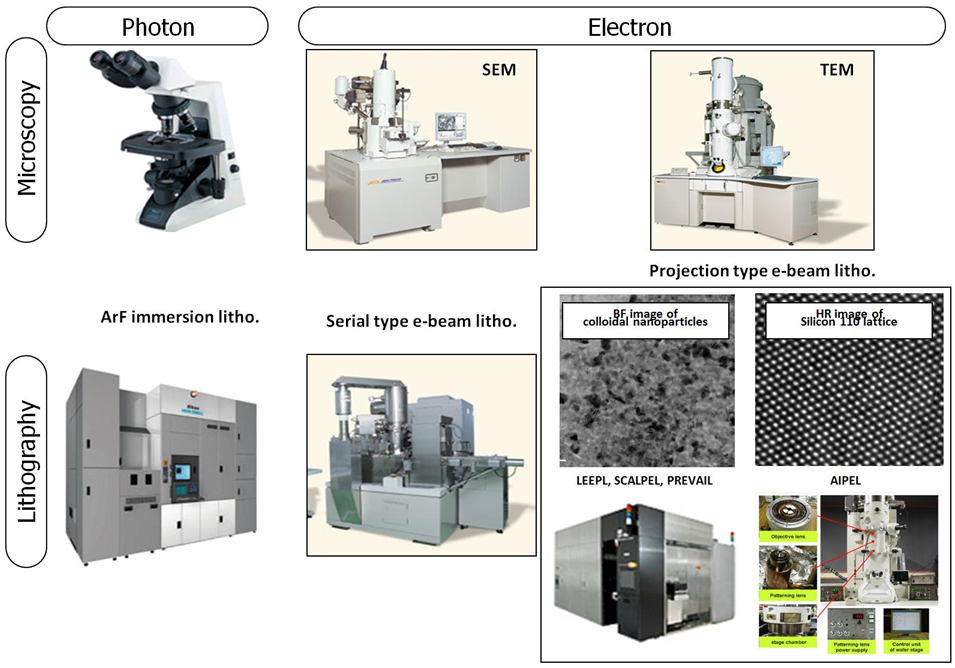 Photon
Electron
Microscopy
SEM
TEM
Projection type e-beam litho.
ArF immersion litho.
Serial type e-beam litho.
BF image of
colloidal nanoparticles
HR image of
Silicon 110 lattice
Lithography
LEEPL, SCALPEL, PREVAIL
AIPEL
Objective lens
Patterning lens
stage chamber
Patterning lens
power supply
Control unit
of wafer stage